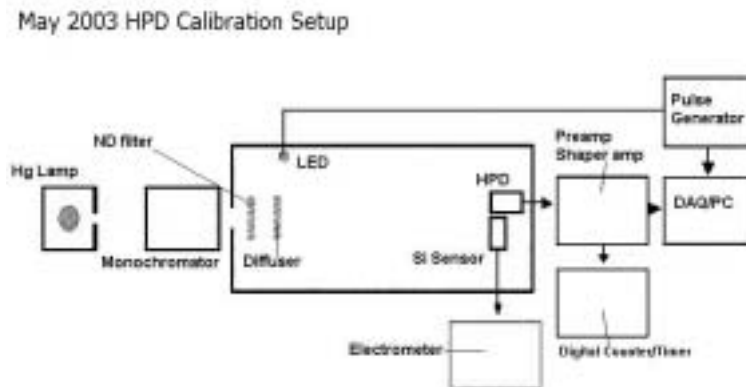 May 2003 HPD Calibration Setup
Pulse
Generator
ND filter
LED
Preamp
Shaper amp
Hg Lamp
HPD
DAQ/PC
Monochromator
Diffuser
SI Sensor
Electrometer
Digital Counter/Timer